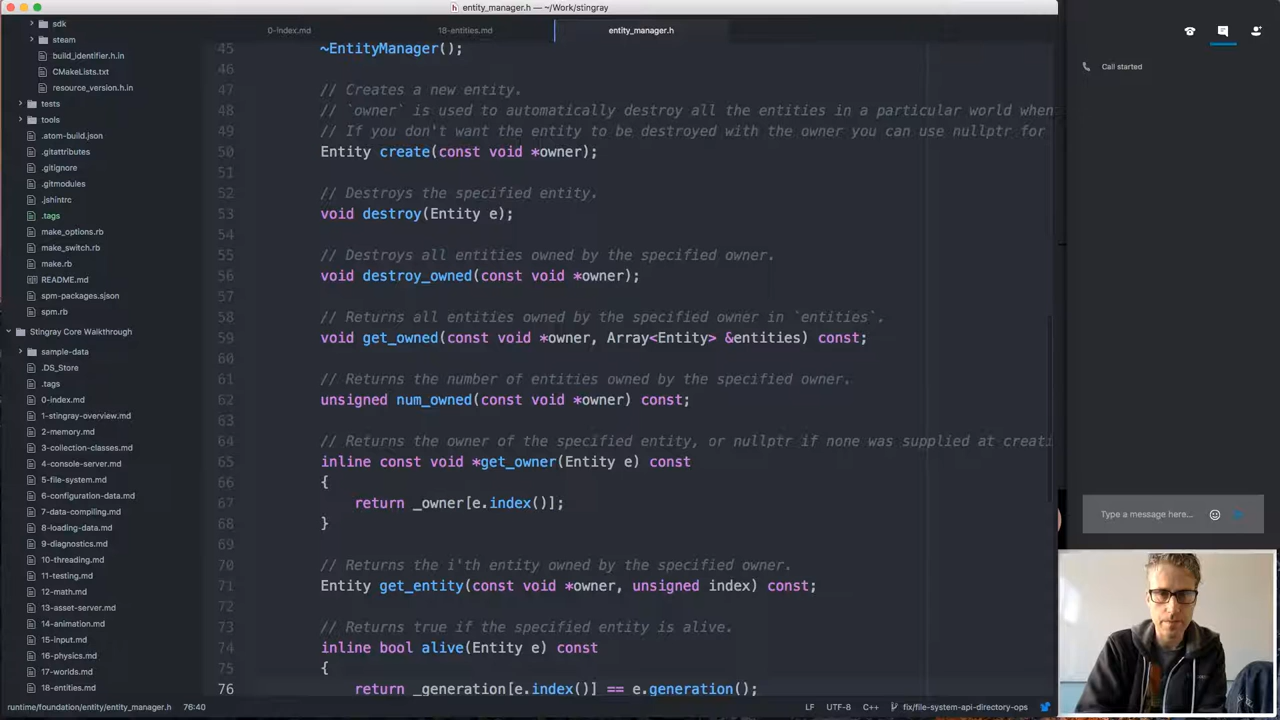 entity_manager.h — ~/Work/stingray
sdk
steam
build_identifier.h.in
CMakeLists.txt
resource_version.h.in
tests
tools
.atom-build.json
.gitattributes
.gitignore
.gitmodules
.jshintrc
.tags
make_options.rb
make_switch.rb
make.rb
README.md
spm-packages.sjson
spm.rb
Stingray Core Walkthrough
sample-data
.DS_Store
.tags
0-index.md
1-stingray-overview.md
2-memory.md
3-collection-classes.md
4-console-server.md
5-file-system.md
6-configuration-data.md
7-data-compiling.md
8-loading-data.md
9-diagnostics.md
10-threading.md
11-testing.md
12-math.md
13-asset-server.md
14-animation.md
15-input.md
16-physics.md
17-worlds.md
18-entities.md
0-index.md 18-entities.md entity_manager.h
45 ~EntityManager();
46
47 // Creates a new entity.
48 // `owner` is used to automatically destroy all the entities in a particular world when
49 // If you don't want the entity to be destroyed with the owner you can use nullptr for
50 Entity create(const void *owner);
51
52 // Destroys the specified entity.
53 void destroy(Entity e);
54
55 // Destroys all entities owned by the specified owner.
56 void destroy_owned(const void *owner);
57
58 // Returns all entities owned by the specified owner in `entities`.
59 void get_owned(const void *owner, Array<Entity> &entities) const;
60
61 // Returns the number of entities owned by the specified owner.
62 unsigned num_owned(const void *owner) const;
63
64 // Returns the owner of the specified entity, or nullptr if none was supplied at creati
65 inline const void *get_owner(Entity e) const
66 {
67 return _owner[e.index()];
68 }
69
70 // Returns the i'th entity owned by the specified owner.
71 Entity get_entity(const void *owner, unsigned index) const;
72
73 // Returns true if the specified entity is alive.
74 inline bool alive(Entity e) const
75 {
76 return _generation[e.index()] == e.generation();
runtime/foundation/entity/entity_manager.h 76:40 LF UTF-8 C++ fix/file-system-api-directory-ops
Call started
Type a message here...